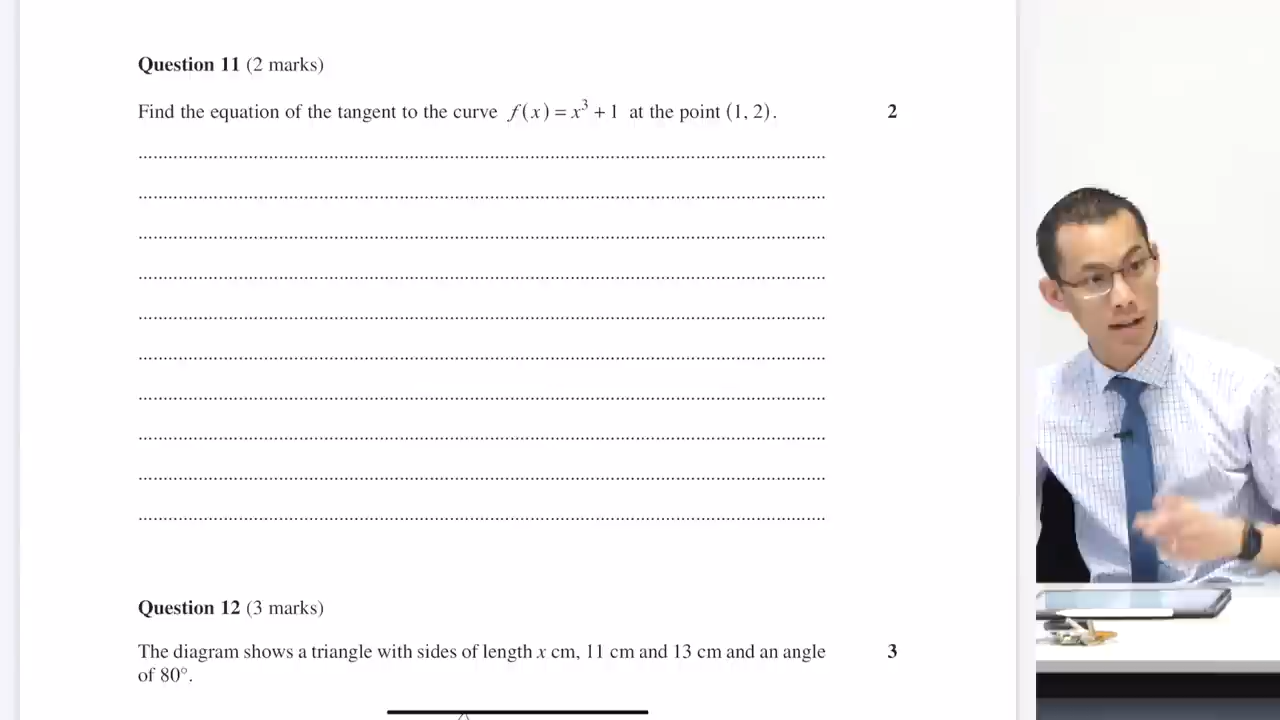 Question 11 (2 marks)
Find the equation of the tangent to the curve f(x) = x³ + 1 at the point (1, 2). 2
Question 12 (3 marks)
The diagram shows a triangle with sides of length x cm, 11 cm and 13 cm and an angle 3
of 80°.